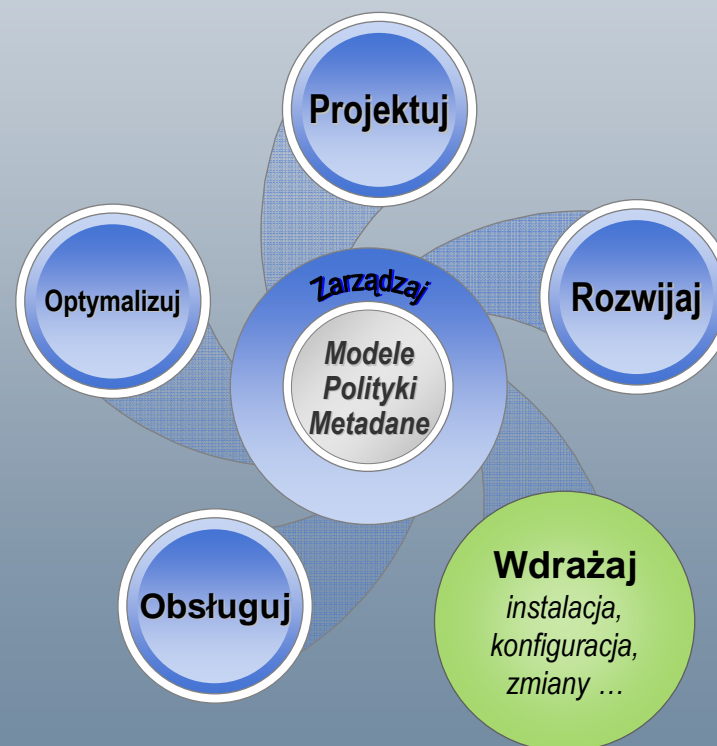 Projektuj
Optymalizuj
Rozwijaj
Zarządzaj
Modele
Polityki
Metadane
Obsługuj
Wdrażaj
instalacja,
konfiguracja,
zmiany ...